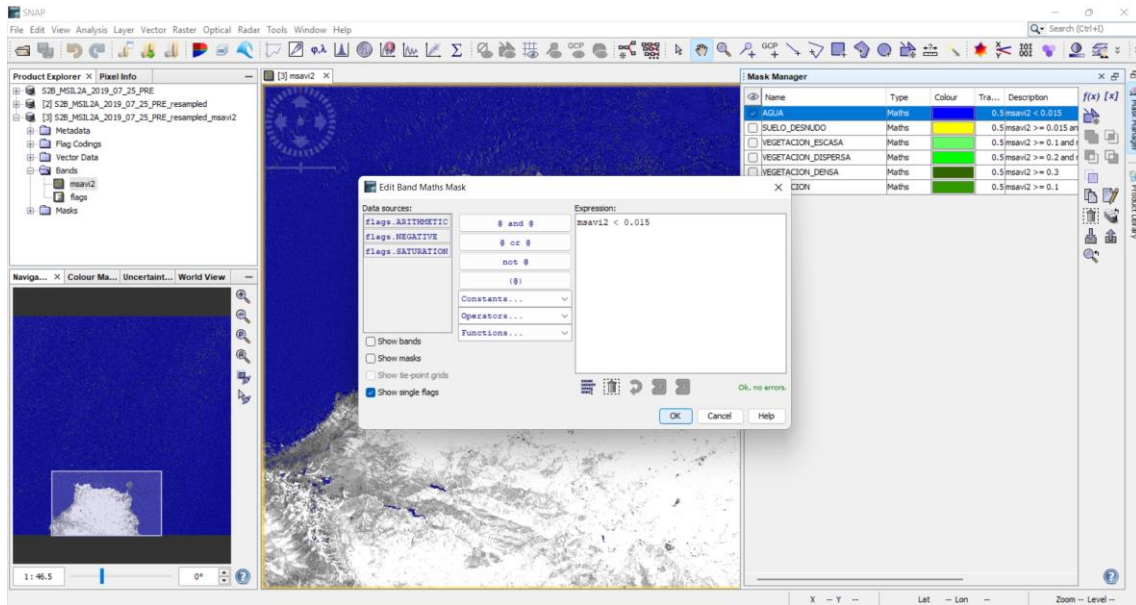 SNAP
File Edit View Analysis Layer Vector Raster Optical Radar Tools Window Help
Search (Ctrl+I)
Product Explorer Pixel Info
S2B_MSIL2A_2019_07_25_PRE
[2] S2B_MSIL2A_2019_07_25_PRE_resampled
[3] S2B_MSIL2A_2019_07_25_PRE_resampled_msavi2
Metadata
Flag Codings
Vector Data
Bands
msavi2
flags
Masks
Naviga... Colour Ma... Uncertaint... World View
1: 46.5
0°
[3] msavi2
Edit Band Maths Mask
Data sources:
flags.ARITHMETIC
flags.NEGATIVE
flags.SATURATION
Show bands
Show masks
Show tie-point grids
Show single flags
@ and @
@ or @
not @
(@)
Constants...
Operators...
Functions...
Expression:
msavi2 < 0.015
Ok, no errors.
OK Cancel Help
Mask Manager
Name Type Colour Tra... Description
AGUA Maths 0.5 msavi2 < 0.015
SUELO_DESNUDO Maths 0.5 msavi2 >= 0.015 an
VEGETACION_ESCASA Maths 0.5 msavi2 >= 0.1 and
VEGETACION_DISPERSA Maths 0.5 msavi2 >= 0.2 and
VEGETACION_DENSA Maths 0.5 msavi2 >= 0.3
CION Maths 0.5 msavi2 >= 0.1
f(x) [x]
Mask Manager
Product Library
X -- Y -- Lat -- Lon -- Zoom -- Level --